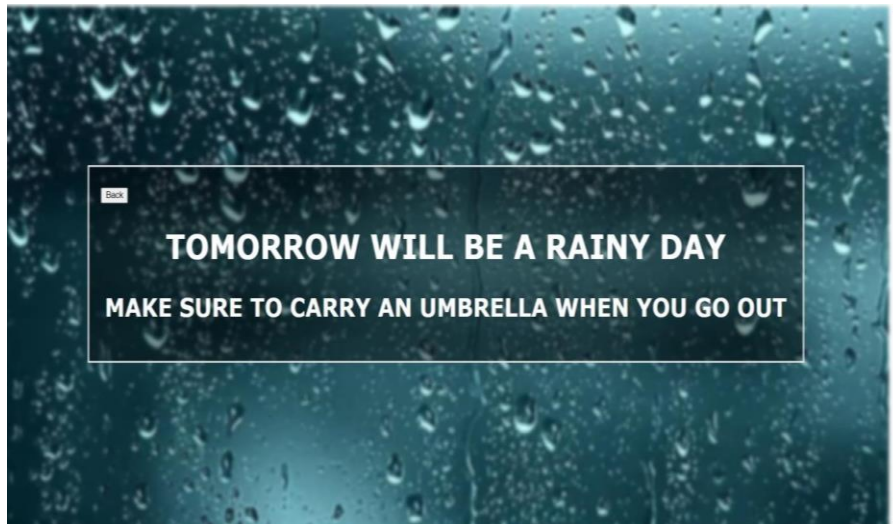 Back
TOMORROW WILL BE A RAINY DAY
MAKE SURE TO CARRY AN UMBRELLA WHEN YOU GO OUT